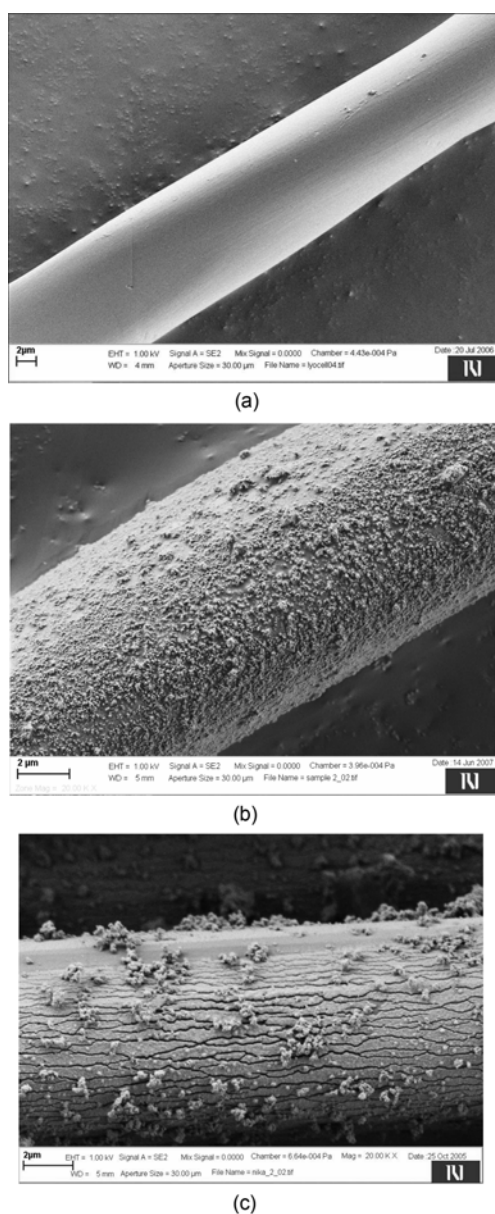 2µm
EHT = 1.00 kV Signal A = SE2 Mix Signal = 0.0000 Chamber = 4.43e-004 Pa Date :20 Jul 2006
WD = 4 mm Aperture Size = 30.00 µm File Name = lyocell04.tif
(a)
2 µm
EHT = 1.00 kV Signal A = SE2 Mix Signal = 0.0000 Chamber = 3.96e-004 Pa Date :14 Jun 2007
WD = 5 mm Aperture Size = 30.00 µm File Name = sample 2_02.tif
Zone Mag = 20.00 K X
(b)
2µm
EHT = 1.00 kV Signal A = SE2 Mix Signal = 0.0000 Chamber = 6.64e-004 Pa Mag = 20.00 K X Date :25 Oct 2005
WD = 5 mm Aperture Size = 30.00 µm File Name = nika_2_02.tif
(c)